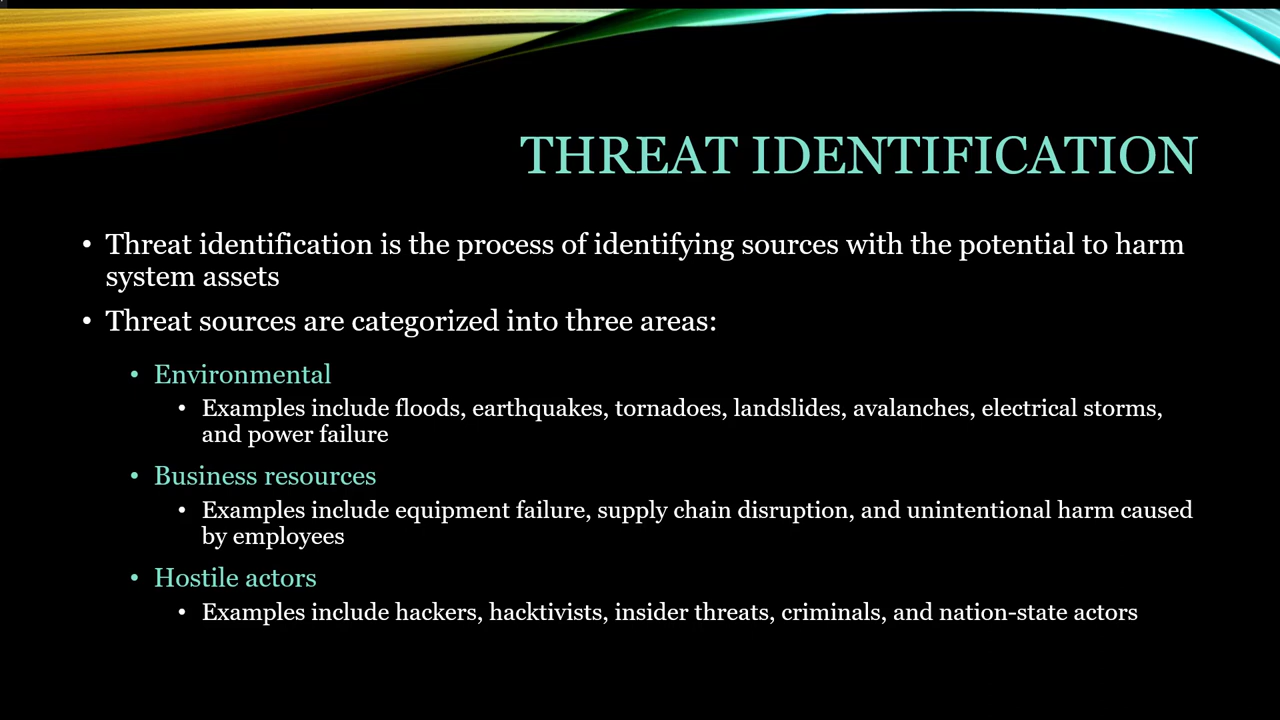 THREAT IDENTIFICATION
• Threat identification is the process of identifying sources with the potential to harm
system assets
• Threat sources are categorized into three areas:
• Environmental
• Examples include floods, earthquakes, tornadoes, landslides, avalanches, electrical storms,
and power failure
• Business resources
• Examples include equipment failure, supply chain disruption, and unintentional harm caused
by employees
• Hostile actors
• Examples include hackers, hacktivists, insider threats, criminals, and nation-state actors